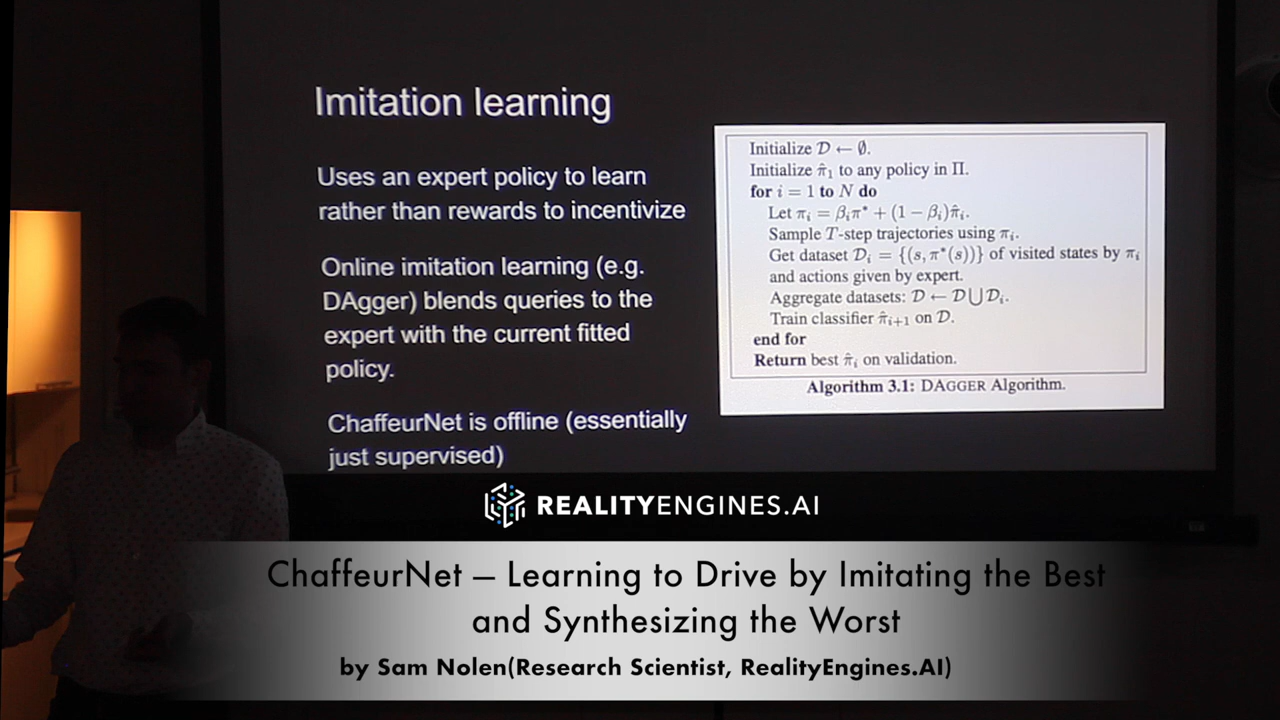 Imitation learning
Uses an expert policy to learn
rather than rewards to incentivize
Online imitation learning (e.g.
DAgger) blends queries to the
expert with the current fitted
policy.
ChaffeurNet is offline (essentially
just supervised)
Initialize 𝒟 ← ∅.
Initialize π̂₁ to any policy in Π.
for i = 1 to N do
Let πᵢ = βᵢπ* + (1 − βᵢ)π̂ᵢ.
Sample T-step trajectories using πᵢ.
Get dataset 𝒟ᵢ = {(s, π*(s))} of visited states by πᵢ
and actions given by expert.
Aggregate datasets: 𝒟 ← 𝒟 ⋃ 𝒟ᵢ.
Train classifier π̂ᵢ₊₁ on 𝒟.
end for
Return best π̂ᵢ on validation.
Algorithm 3.1: DAGGER Algorithm.
REALITYENGINES.AI
ChaffeurNet — Learning to Drive by Imitating the Best
and Synthesizing the Worst
by Sam Nolen(Research Scientist, RealityEngines.AI)